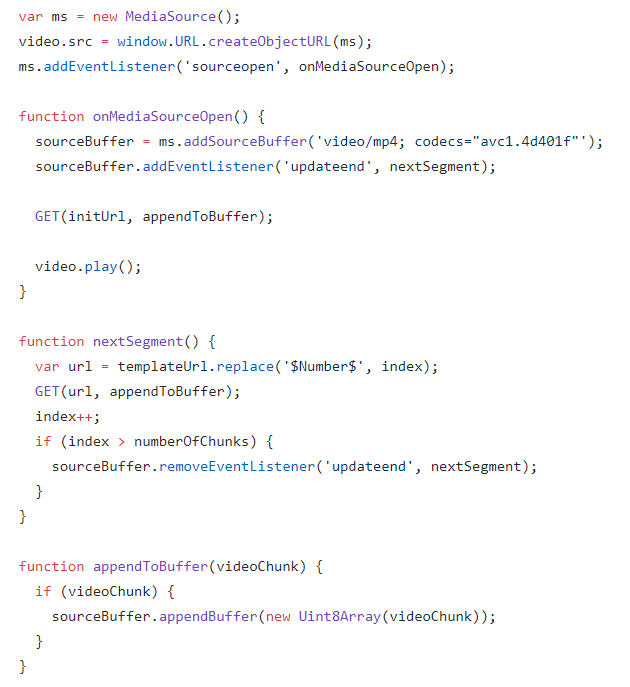 var ms = new MediaSource();
video.src = window.URL.createObjectURL(ms);
ms.addEventListener('sourceopen', onMediaSourceOpen);

function onMediaSourceOpen() {
  sourceBuffer = ms.addSourceBuffer('video/mp4; codecs="avc1.4d401f"');
  sourceBuffer.addEventListener('updateend', nextSegment);

  GET(initUrl, appendToBuffer);

  video.play();
}

function nextSegment() {
  var url = templateUrl.replace('$Number$', index);
  GET(url, appendToBuffer);
  index++;
  if (index > numberOfChunks) {
    sourceBuffer.removeEventListener('updateend', nextSegment);
  }
}

function appendToBuffer(videoChunk) {
  if (videoChunk) {
    sourceBuffer.appendBuffer(new Uint8Array(videoChunk));
  }
}